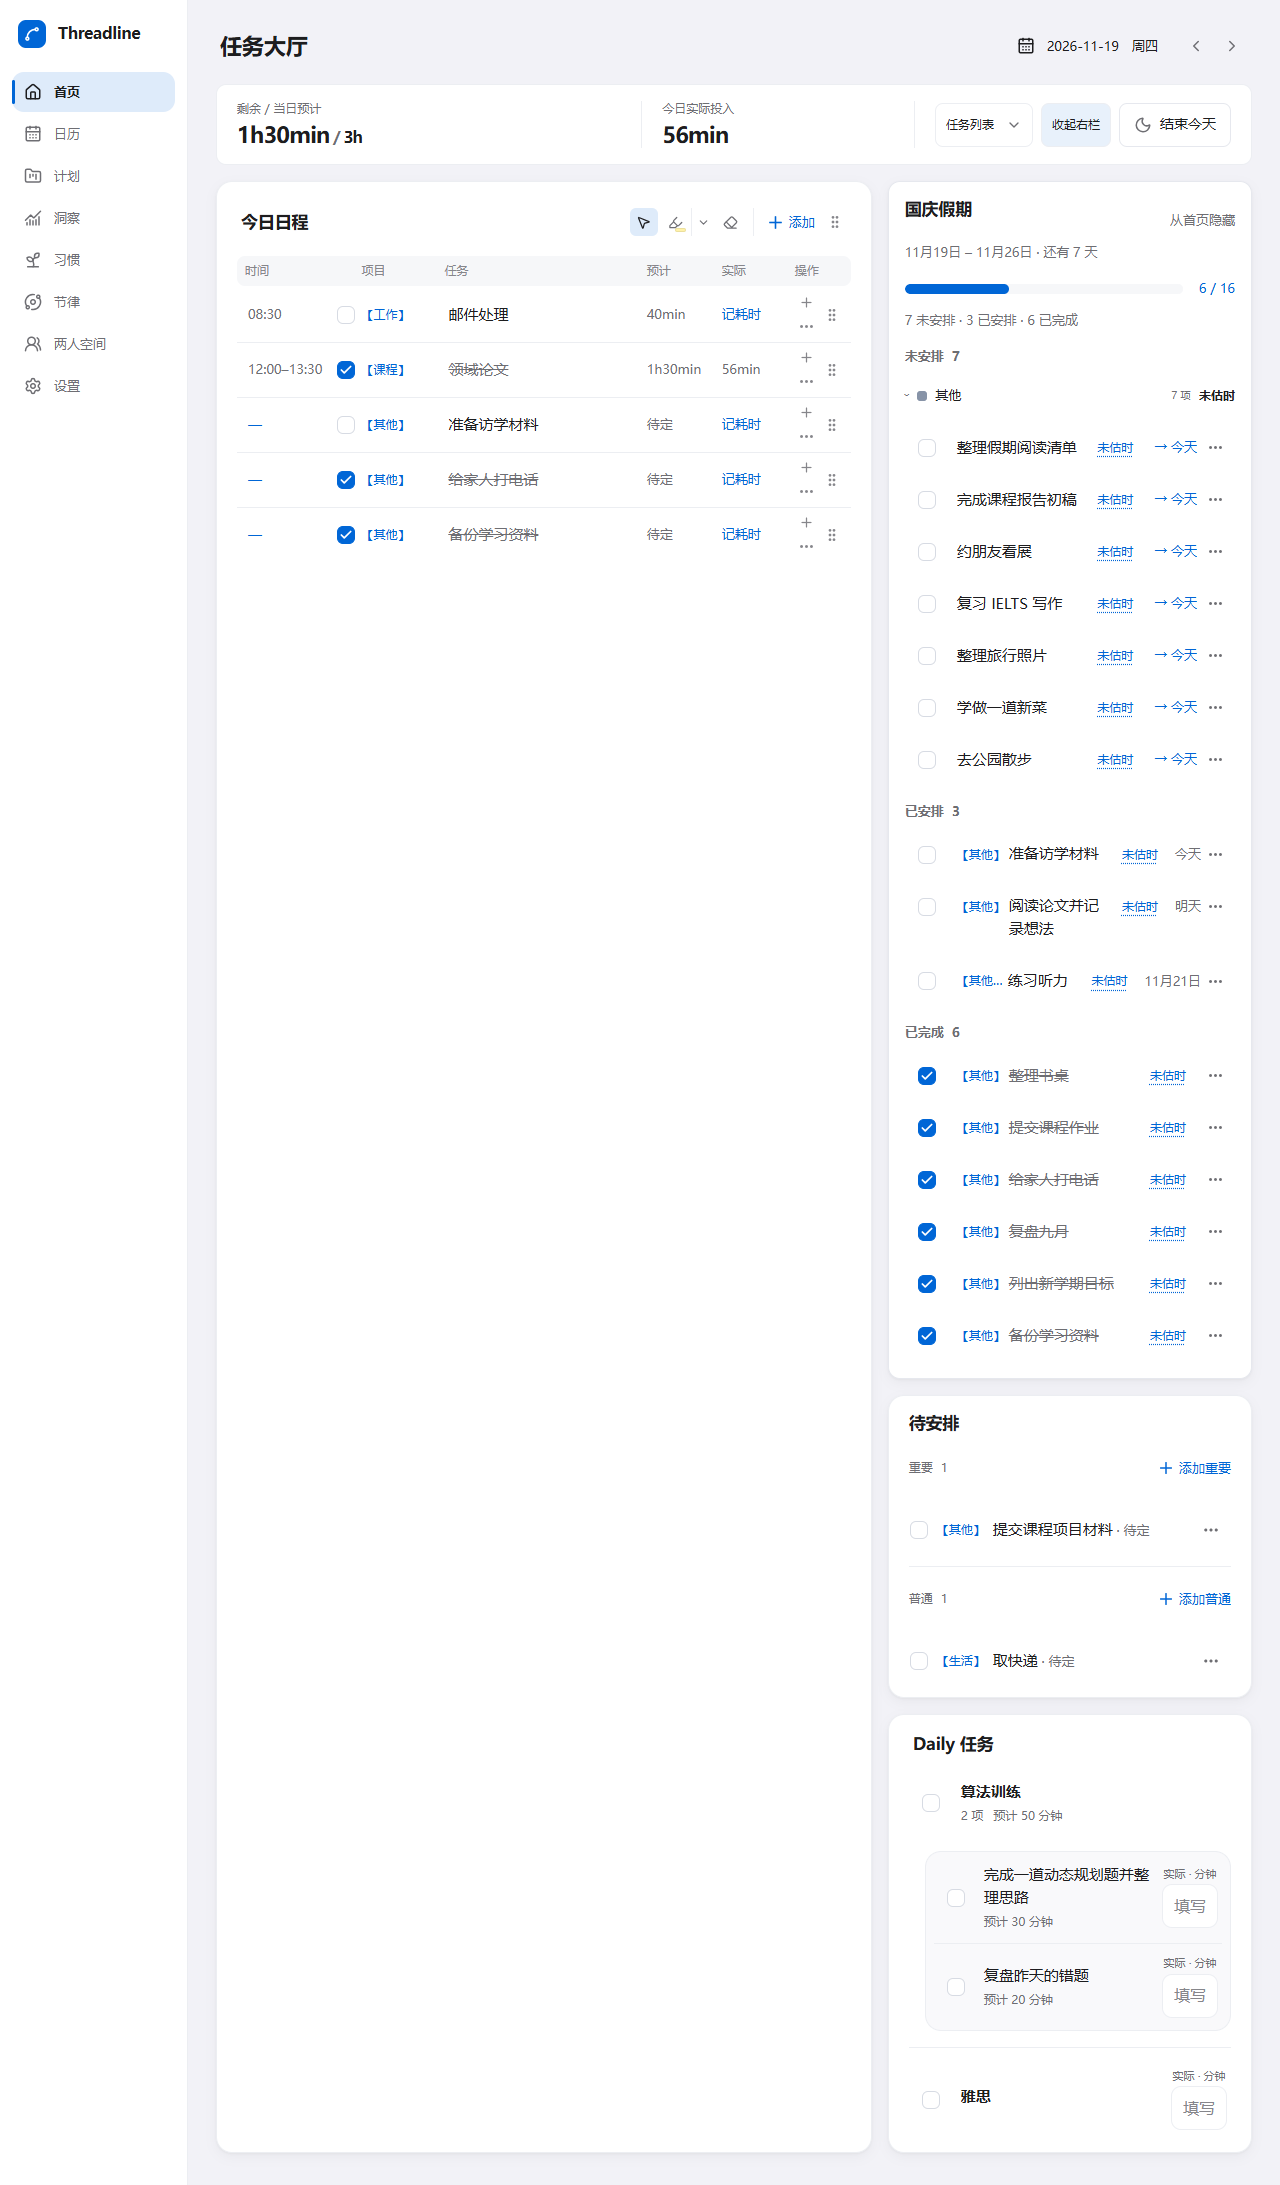 Threadline
首页
日历
计划
洞察
习惯
节律
两人空间
设置
任务大厅
2026-11-19 周四
剩余 / 当日预计
1h30min / 3h
今日实际投入
56min
任务列表
收起右栏
结束今天
今日日程
添加
时间 项目 任务 预计 实际 操作
08:30 【工作】 邮件处理 40min 记耗时
12:00–13:30 【课程】 领域论文 1h30min 56min
— 【其他】 准备访学材料 待定 记耗时
— 【其他】 给家人打电话 待定 记耗时
— 【其他】 备份学习资料 待定 记耗时
国庆假期
从首页隐藏
11月19日 – 11月26日 · 还有 7 天
6 / 16
7 未安排 · 3 已安排 · 6 已完成
未安排 7
其他 7 项 未估时
整理假期阅读清单 未估时 → 今天
完成课程报告初稿 未估时 → 今天
约朋友看展 未估时 → 今天
复习 IELTS 写作 未估时 → 今天
整理旅行照片 未估时 → 今天
学做一道新菜 未估时 → 今天
去公园散步 未估时 → 今天
已安排 3
【其他】 准备访学材料 未估时 今天
【其他】 阅读论文并记 未估时 明天
录想法
【其他... 练习听力 未估时 11月21日
已完成 6
【其他】 整理书桌 未估时
【其他】 提交课程作业 未估时
【其他】 给家人打电话 未估时
【其他】 复盘九月 未估时
【其他】 列出新学期目标 未估时
【其他】 备份学习资料 未估时
待安排
重要 1 添加重要
【其他】 提交课程项目材料 · 待定
普通 1 添加普通
【生活】 取快递 · 待定
Daily 任务
算法训练
2 项 预计 50 分钟
完成一道动态规划题并整
理思路
预计 30 分钟
实际 · 分钟
填写
复盘昨天的错题
预计 20 分钟
实际 · 分钟
填写
雅思
实际 · 分钟
填写